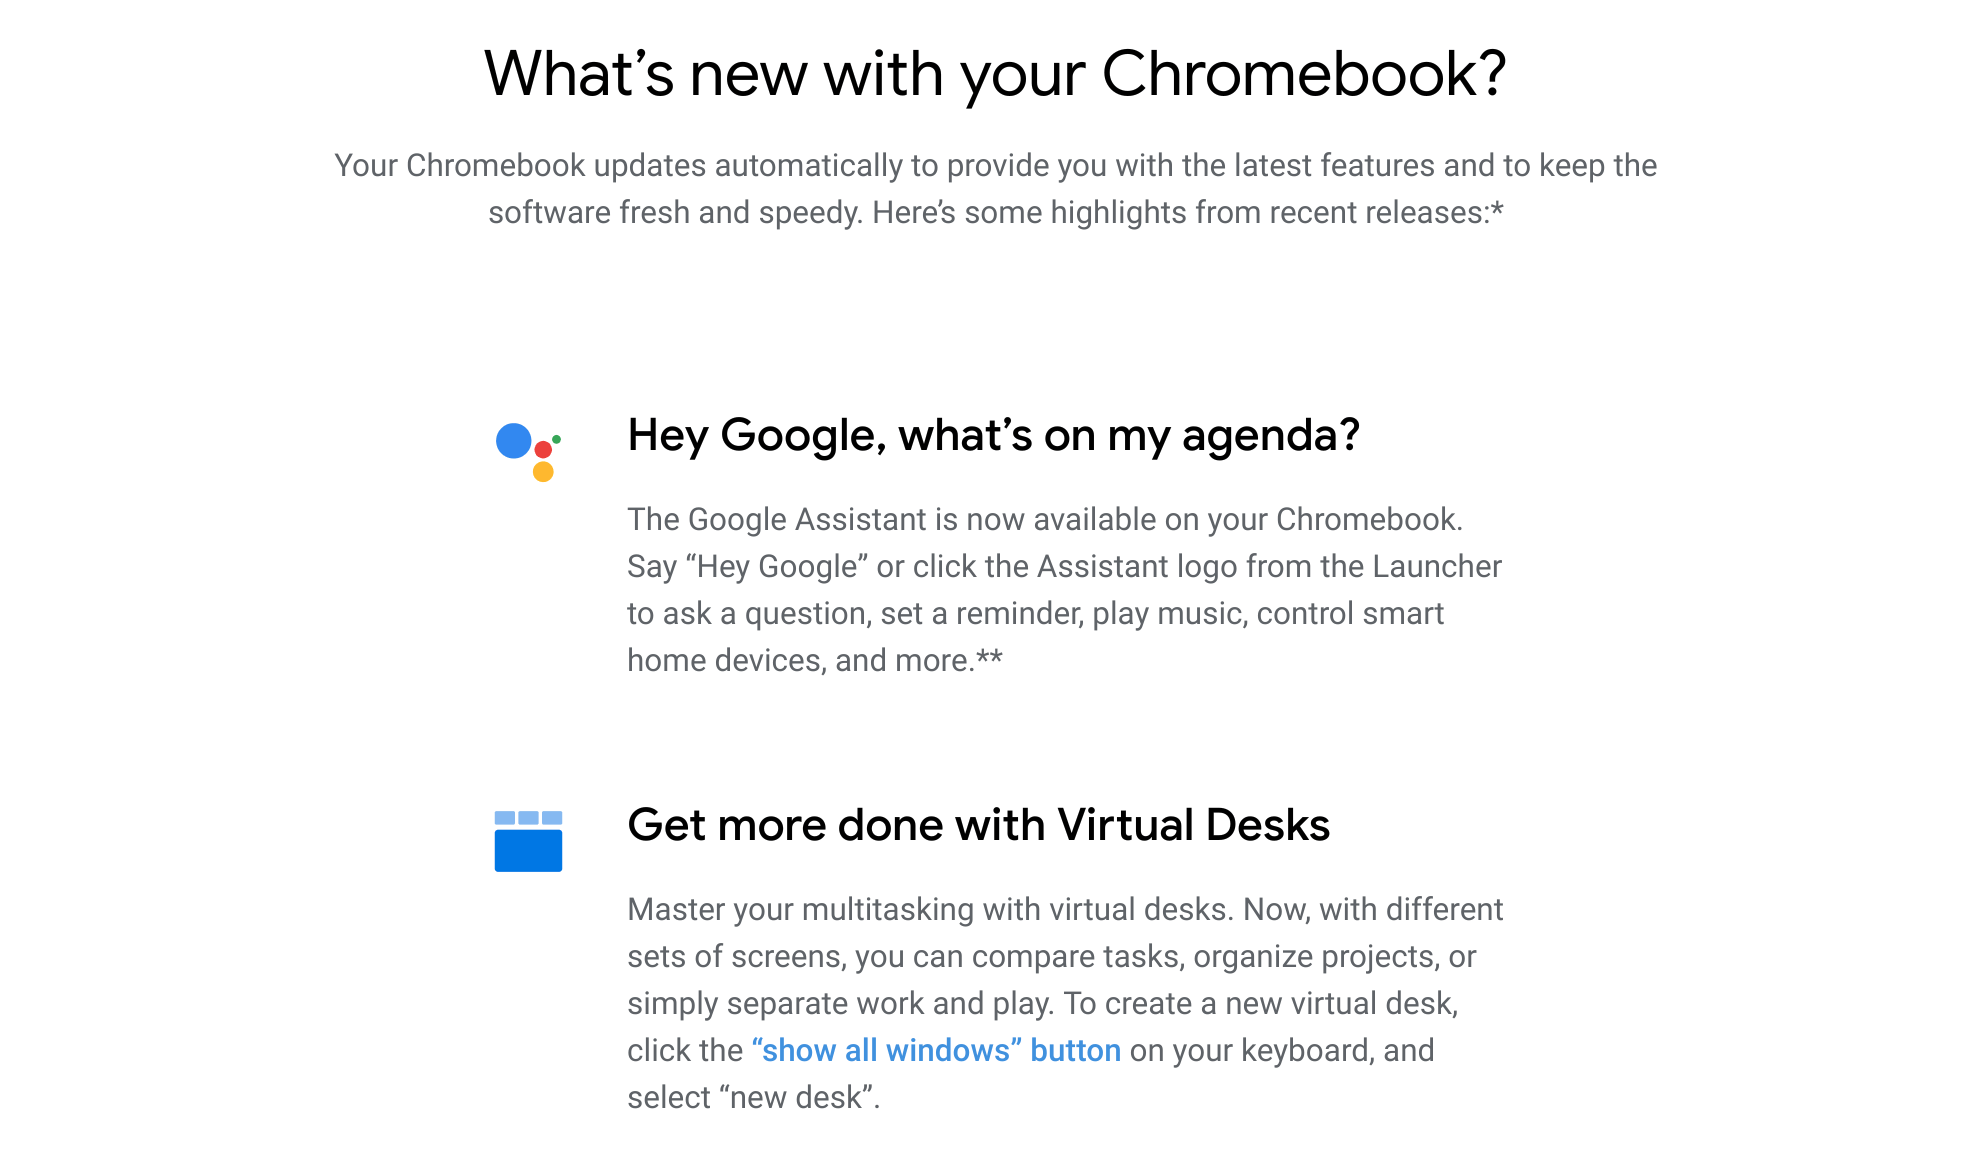 What’s new with your Chromebook?
Your Chromebook updates automatically to provide you with the latest features and to keep the
software fresh and speedy. Here’s some highlights from recent releases:*
Hey Google, what’s on my agenda?
The Google Assistant is now available on your Chromebook.
Say “Hey Google” or click the Assistant logo from the Launcher
to ask a question, set a reminder, play music, control smart
home devices, and more.**
Get more done with Virtual Desks
Master your multitasking with virtual desks. Now, with different
sets of screens, you can compare tasks, organize projects, or
simply separate work and play. To create a new virtual desk,
click the “show all windows” button on your keyboard, and
select “new desk”.